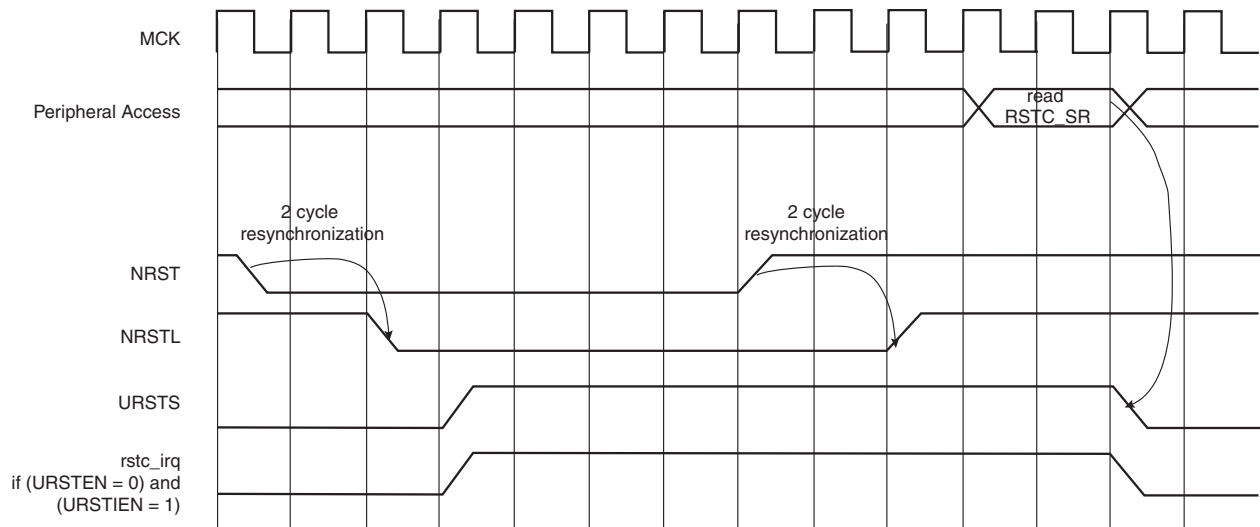 MCK
Peripheral Access
read
RSTC_SR
2 cycle
resynchronization
2 cycle
resynchronization
NRST
NRSTL
URSTS
rstc_irq
if (URSTEN = 0) and
(URSTIEN = 1)